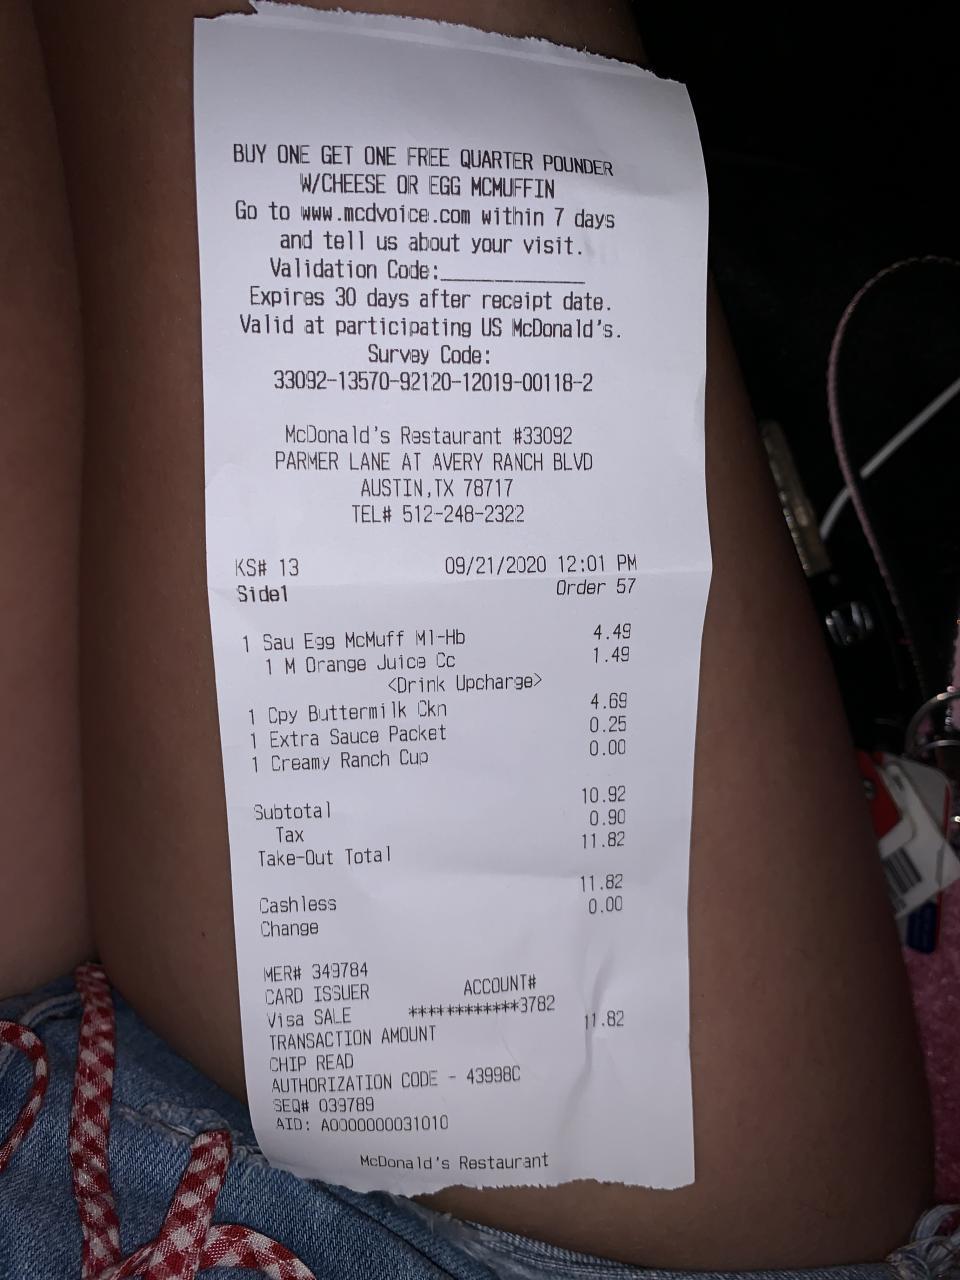 BUY ONE GET ONE FREE QUARTER POUNDER
W/CHEESE OR EGG MCMUFFIN
Go to www.mcdvoice.com within 7 days
and tell us about your visit.
Validation Code:______________
Expires 30 days after receipt date.
Valid at participating US McDonald's.
Survey Code:
33092-13570-92120-12019-00118-2
McDonald's Restaurant #33092
PARMER LANE AT AVERY RANCH BLVD
AUSTIN,TX 78717
TEL# 512-248-2322
KS# 13 09/21/2020 12:01 PM
Side1 Order 57
1 Sau Egg McMuff Ml-Hb 4.49
1 M Orange Juice Cc 1.49
<Drink Upcharge>
1 Cpy Buttermilk Ckn 4.69
1 Extra Sauce Packet 0.25
1 Creamy Ranch Cup 0.00
Subtotal 10.92
Tax 0.90
Take-Out Total 11.82
Cashless 11.82
Change 0.00
MER# 349784
CARD ISSUER ACCOUNT#
Visa SALE ************3782
TRANSACTION AMOUNT 11.82
CHIP READ
AUTHORIZATION CODE - 43998C
SEQ# 039789
AID: A0000000031010
McDonald's Restaurant